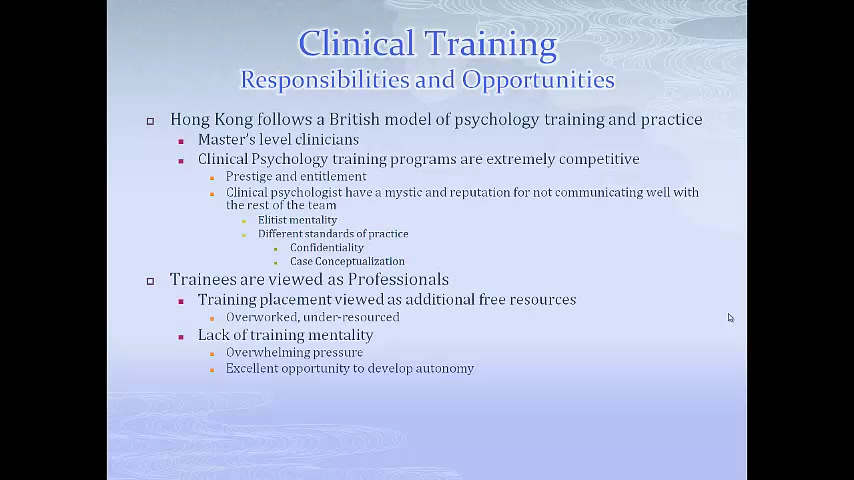 Clinical Training
Responsibilities and Opportunities
Hong Kong follows a British model of psychology training and practice
Master's level clinicians
Clinical Psychology training programs are extremely competitive
Prestige and entitlement
Clinical psychologist have a mystic and reputation for not communicating well with
the rest of the team
Elitist mentality
Different standards of practice
Confidentiality
Case Conceptualization
Trainees are viewed as Professionals
Training placement viewed as additional free resources
Overworked, under-resourced
Lack of training mentality
Overwhelming pressure
Excellent opportunity to develop autonomy